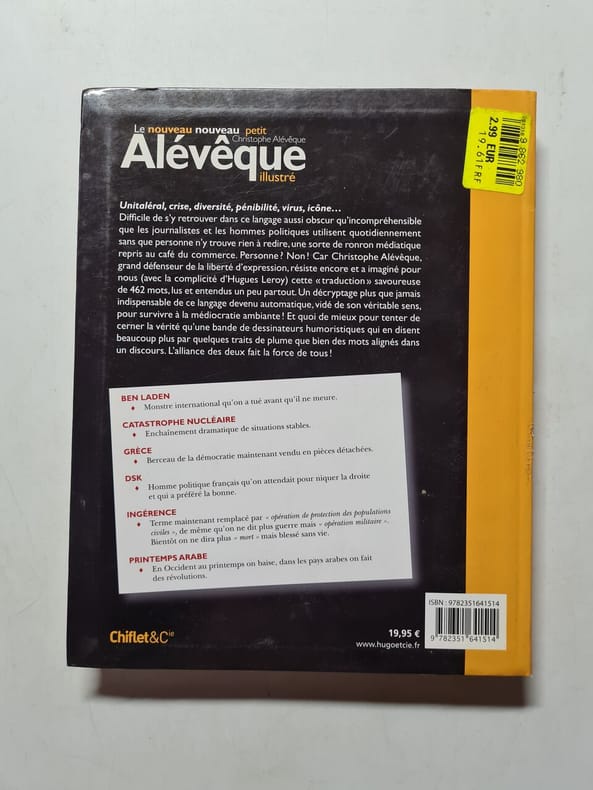 Le nouveau nouveau petit
Christophe Alévêque
Alévêque
illustré
9 862 980
2.99 EUR
19.61FRF
Unitaléral, crise, diversité, pénibilité, virus, icône...
Difficile de s'y retrouver dans ce langage aussi obscur qu'incompréhensible
que les journalistes et les hommes politiques utilisent quotidiennement
sans que personne n'y trouve rien à redire, une sorte de ronron médiatique
repris au café du commerce. Personne ? Non ! Car Christophe Alévêque,
grand défenseur de la liberté d'expression, résiste encore et a imaginé pour
nous (avec la complicité d'Hugues Leroy) cette « traduction » savoureuse
de 462 mots, lus et entendus un peu partout. Un décryptage plus que jamais
indispensable de ce langage devenu automatique, vidé de son véritable sens,
pour survivre à la médiocratie ambiante ! Et quoi de mieux pour tenter de
cerner la vérité qu'une bande de dessinateurs humoristiques qui en disent
beaucoup plus par quelques traits de plume que bien des mots alignés dans
un discours. L'alliance des deux fait la force de tous !
BEN LADEN
♦ Monstre international qu'on a tué avant qu'il ne meure.
CATASTROPHE NUCLÉAIRE
♦ Enchaînement dramatique de situations stables.
GRÈCE
♦ Berceau de la démocratie maintenant vendu en pièces détachées.
DSK
♦ Homme politique français qu'on attendait pour niquer la droite
et qui a préféré la bonne.
INGÉRENCE
♦ Terme maintenant remplacé par « opération de protection des populations
civiles », de même qu'on ne dit plus guerre mais « opération militaire ».
Bientôt on ne dira plus « mort » mais blessé sans vie.
PRINTEMPS ARABE
♦ En Occident au printemps on baise, dans les pays arabes on fait
des révolutions.
Chiflet&Cie
19,95 €
www.hugoetcie.fr
ISBN : 9782351641514
9 782351 641514